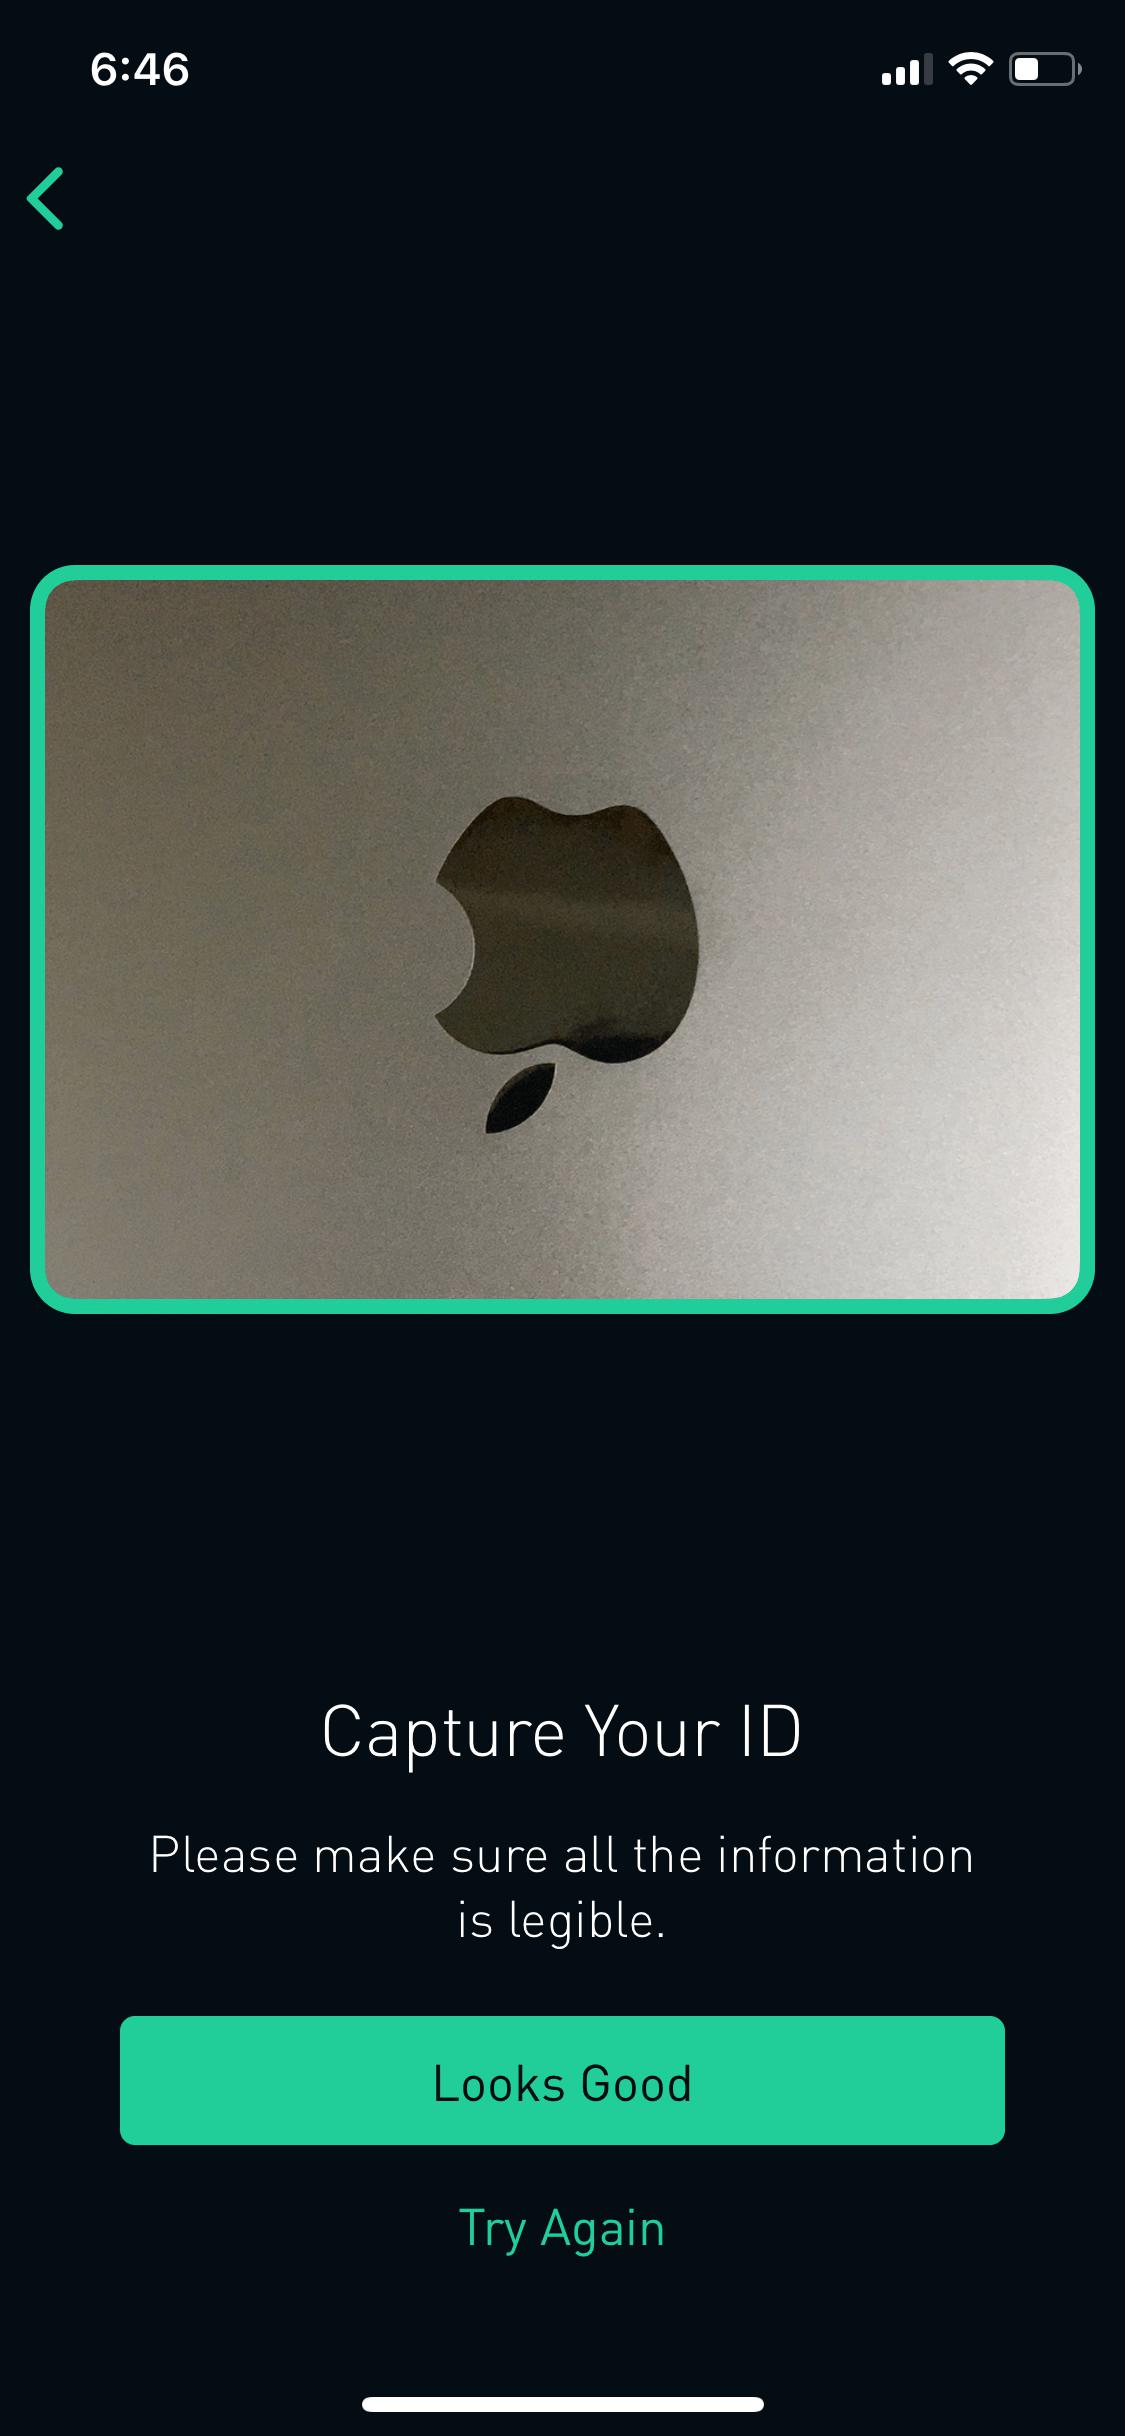 6:46
Capture Your ID
Please make sure all the information
is legible.
Looks Good
Try Again